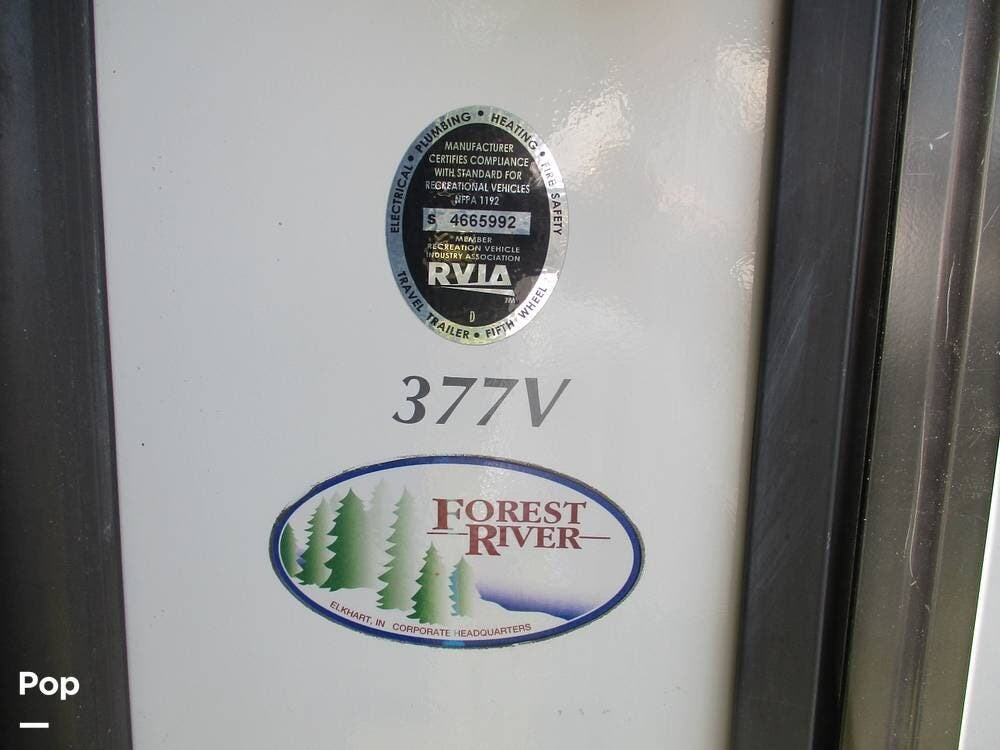 ELECTRICAL • PLUMBING • HEATING • FIRE SAFETY
MANUFACTURER
CERTIFIES COMPLIANCE
WITH STANDARD FOR
RECREATIONAL VEHICLES
NFPA 1192
S 4665992
MEMBER
RECREATION VEHICLE
INDUSTRY ASSOCIATION
RVIA
TM
D
TRAVEL TRAILER • FIFTH WHEEL
377V
FOREST
RIVER
ELKHART, IN CORPORATE HEADQUARTERS
Pop